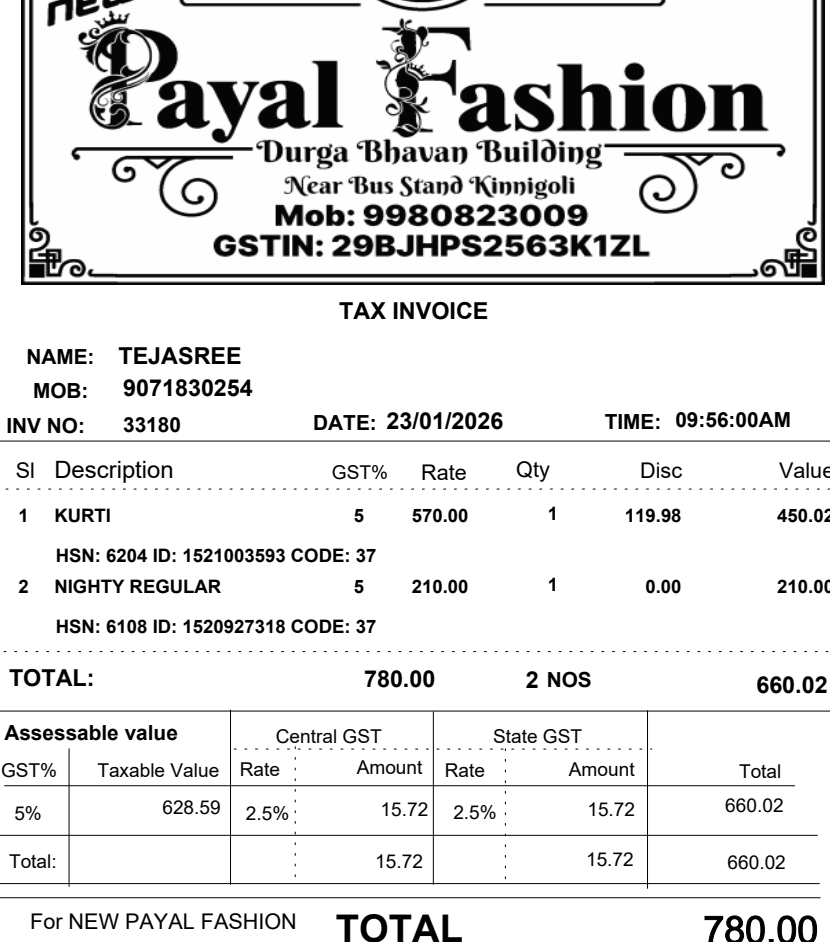 new
Payal Fashion
Durga Bhavan Building
Near Bus Stand Kinnigoli
Mob: 9980823009
GSTIN: 29BJHPS2563K1ZL
TAX INVOICE
NAME: TEJASREE
MOB: 9071830254
INV NO: 33180 DATE: 23/01/2026 TIME: 09:56:00AM
Sl Description GST% Rate Qty Disc Value
1 KURTI 5 570.00 1 119.98 450.02
HSN: 6204 ID: 1521003593 CODE: 37
2 NIGHTY REGULAR 5 210.00 1 0.00 210.00
HSN: 6108 ID: 1520927318 CODE: 37
TOTAL: 780.00 2 NOS 660.02
Assessable value Central GST State GST
GST% Taxable Value Rate Amount Rate Amount Total
5% 628.59 2.5% 15.72 2.5% 15.72 660.02
Total: 15.72 15.72 660.02
For NEW PAYAL FASHION TOTAL 780.00